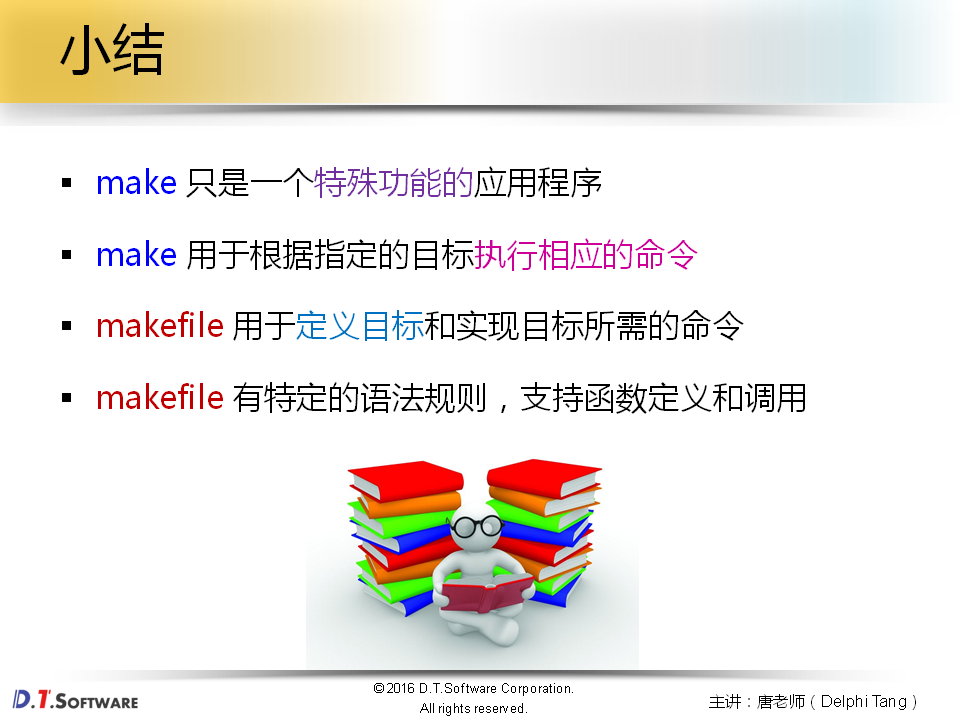 小结
▪ make 只是一个特殊功能的应用程序
▪ make 用于根据指定的目标执行相应的命令
▪ makefile 用于定义目标和实现目标所需的命令
▪ makefile 有特定的语法规则，支持函数定义和调用
D.T.SOFTWARE
©2016 D.T.Software Corporation.
All rights reserved.
主讲：唐老师（Delphi Tang）